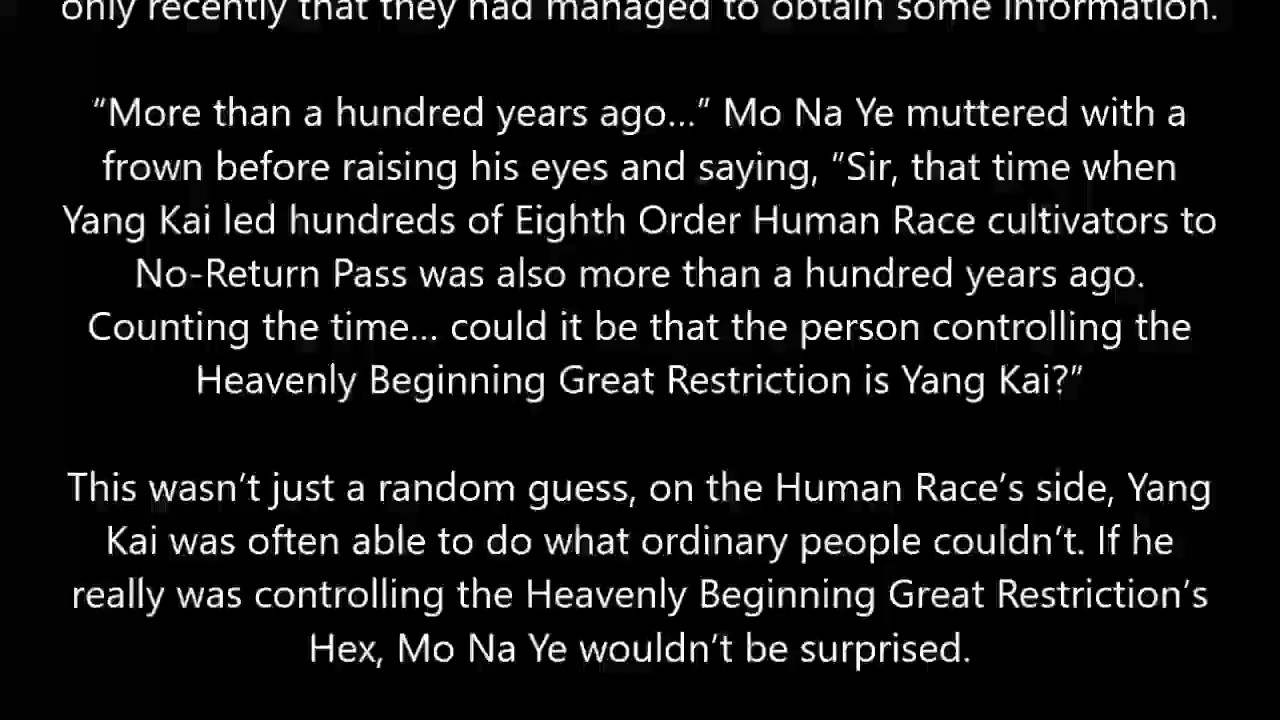 only recently that they had managed to obtain some information.
“More than a hundred years ago…” Mo Na Ye muttered with a
frown before raising his eyes and saying, “Sir, that time when
Yang Kai led hundreds of Eighth Order Human Race cultivators to
No-Return Pass was also more than a hundred years ago.
Counting the time… could it be that the person controlling the
Heavenly Beginning Great Restriction is Yang Kai?”
This wasn’t just a random guess, on the Human Race’s side, Yang
Kai was often able to do what ordinary people couldn’t. If he
really was controlling the Heavenly Beginning Great Restriction’s
Hex, Mo Na Ye wouldn’t be surprised.